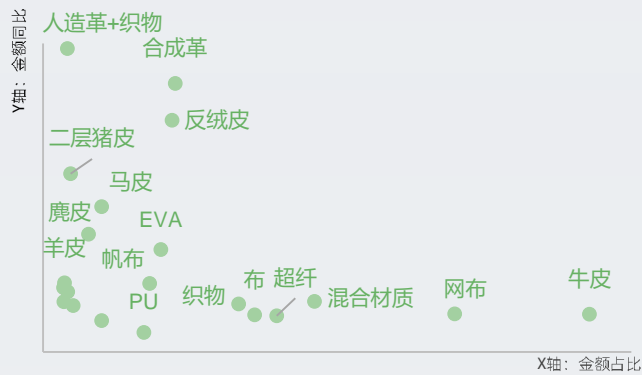 人造革+织物
合成革
Y轴：金额同比
反绒皮
二层猪皮
马皮
麂皮
EVA
羊皮
帆布
织物
布
超纤
PU
混合材质
网布
牛皮
X轴：金额占比